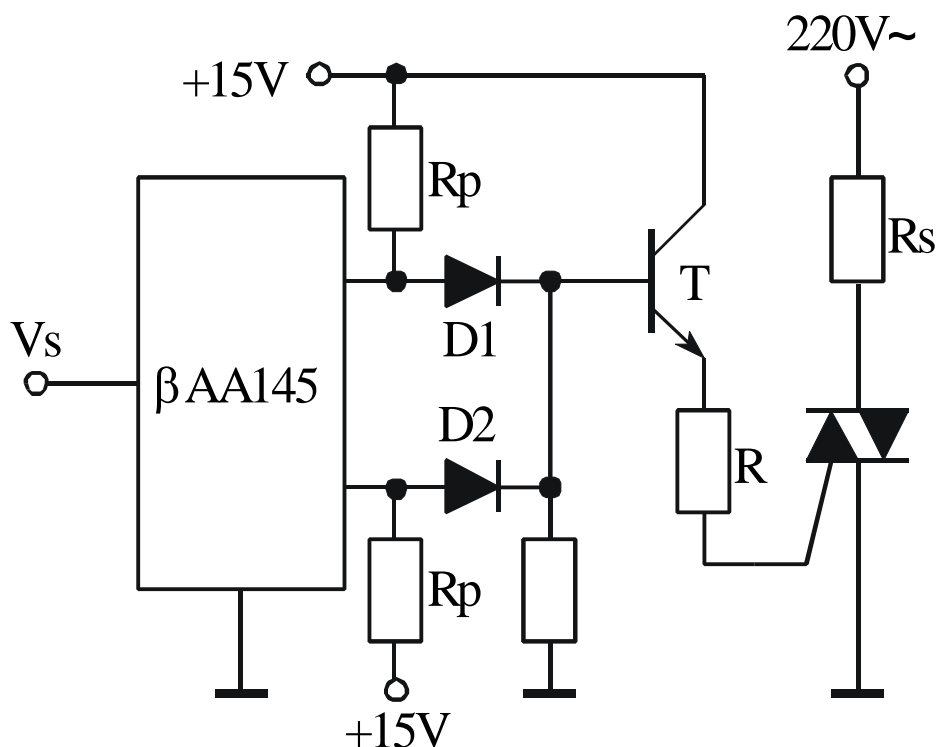 220V~
+15V
Rp
Rs
T
D1
Vs
βAA145
D2
R
Rp
+15V